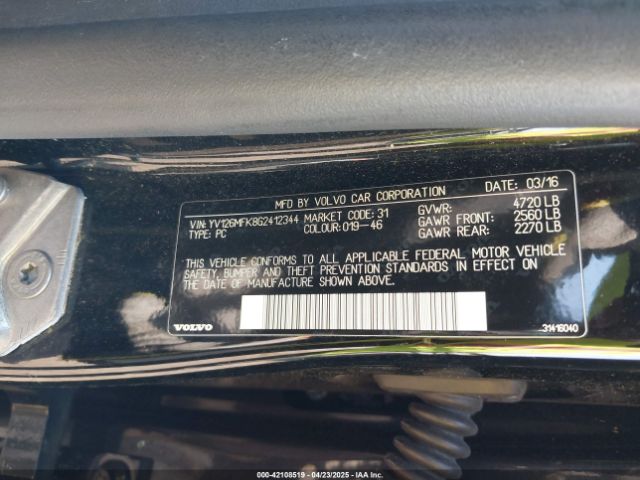 MFD BY VOLVO CAR CORPORATION DATE: 03/16
VIN: YV126MFK8G2412344 MARKET CODE: 31 GVWR: 4720 LB
TYPE: PC COLOUR: 019-46 GAWR FRONT: 2560 LB
GAWR REAR: 2270 LB
THIS VEHICLE CONFORMS TO ALL APPLICABLE FEDERAL MOTOR VEHICLE
SAFETY, BUMPER AND THEFT PREVENTION STANDARDS IN EFFECT ON
THE DATE OF MANUFACTURE SHOWN ABOVE.
VOLVO 31416040
000-42108519 04/23/2025 IAA Inc.